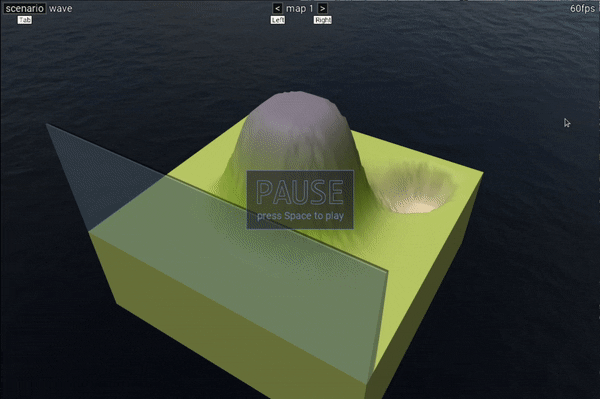 scenario wave
Tab
< map 1 >
Left Right
60fps
PAUSE
press Space to play